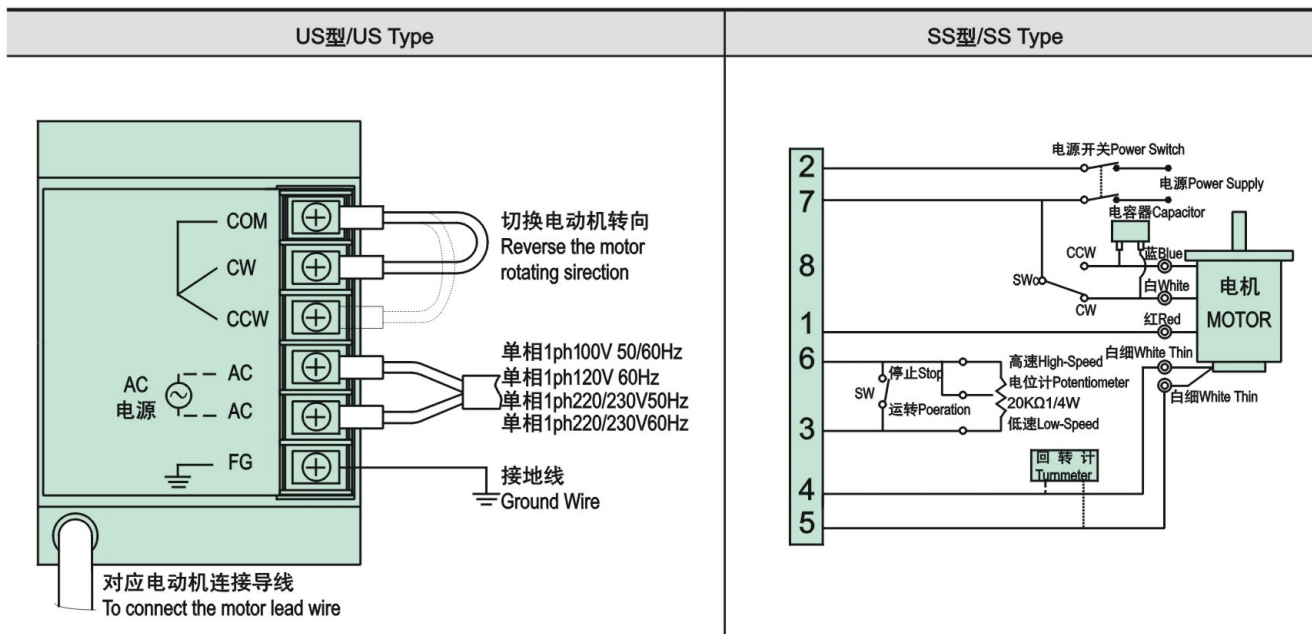 US型/US Type
SS型/SS Type
COM
CW
CCW
AC
AC
FG
AC
电源
切换电动机转向
Reverse the motor
rotating sirection
单相1ph100V 50/60Hz
单相1ph120V 60Hz
单相1ph220/230V50Hz
单相1ph220/230V60Hz
接地线
Ground Wire
对应电动机连接导线
To connect the motor lead wire
2
7
8
1
6
3
4
5
电源开关Power Switch
电源Power Supply
电容器Capacitor
CCW
蓝Blue
SW
白White
CW
红Red
电机
MOTOR
白细White Thin
白细White Thin
停止Stop
SW
运转Poeration
高速High-Speed
电位计Potentiometer
20KΩ1/4W
低速Low-Speed
回 转 计
Turnmeter